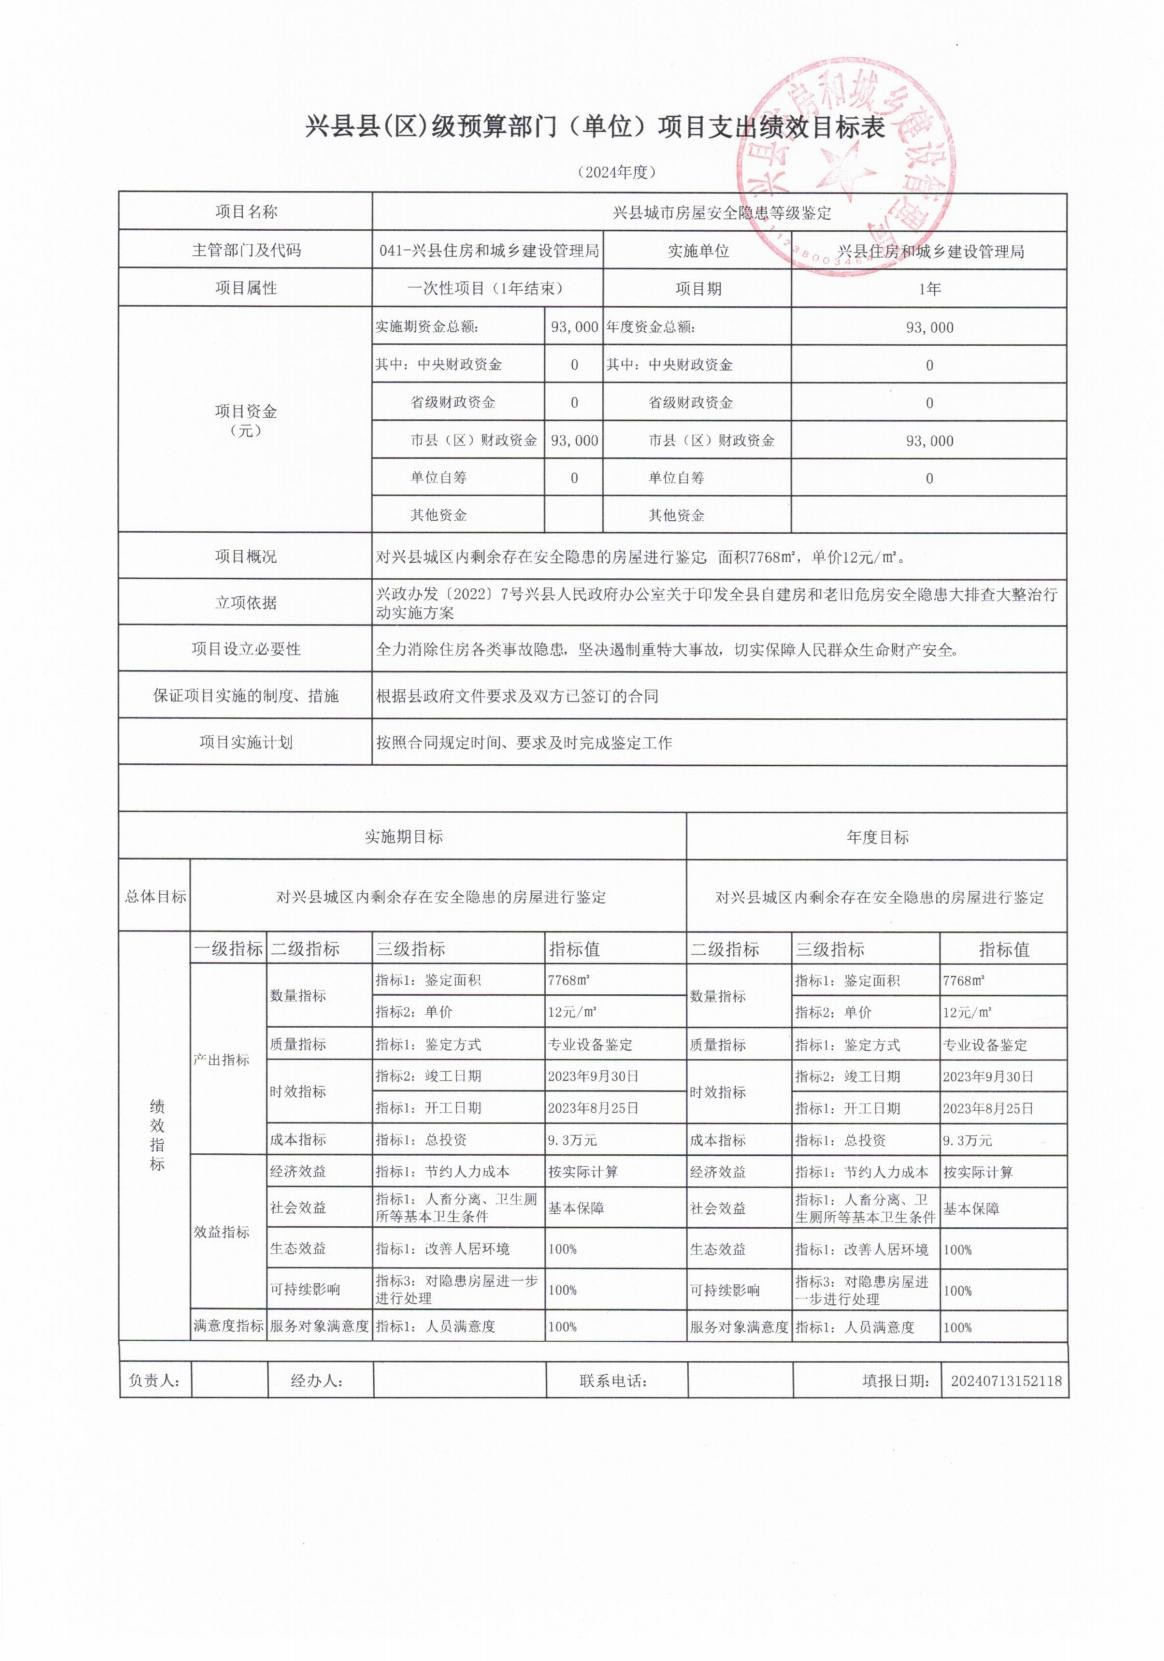 兴县县(区)级预算部门（单位）项目支出绩效目标表
（2024年度）
项目名称 兴县城市房屋安全隐患等级鉴定
主管部门及代码 041-兴县住房和城乡建设管理局 实施单位 兴县住房和城乡建设管理局
项目属性 一次性项目（1年结束） 项目期 1年
项目资金
（元）
实施期资金总额: 93,000 年度资金总额: 93,000
其中: 中央财政资金 0 其中: 中央财政资金 0
省级财政资金 0 省级财政资金 0
市县（区）财政资金 93,000 市县（区）财政资金 93,000
单位自筹 0 单位自筹 0
其他资金 其他资金
项目概况 对兴县城区内剩余存在安全隐患的房屋进行鉴定, 面积7768㎡, 单价12元/㎡。
立项依据 兴政办发〔2022〕7号兴县人民政府办公室关于印发全县自建房和老旧危房安全隐患大排查大整治行
动实施方案
项目设立必要性 全力消除住房各类事故隐患, 坚决遏制重特大事故, 切实保障人民群众生命财产安全。
保证项目实施的制度、措施 根据县政府文件要求及双方已签订的合同
项目实施计划 按照合同规定时间、要求及时完成鉴定工作
实施期目标 年度目标
总体目标 对兴县城区内剩余存在安全隐患的房屋进行鉴定 对兴县城区内剩余存在安全隐患的房屋进行鉴定
绩效指标
一级指标 二级指标 三级指标 指标值 二级指标 三级指标 指标值
产出指标
数量指标 指标1: 鉴定面积 7768㎡ 数量指标 指标1: 鉴定面积 7768㎡
指标2: 单价 12元/㎡ 指标2: 单价 12元/㎡
质量指标 指标1: 鉴定方式 专业设备鉴定 质量指标 指标1: 鉴定方式 专业设备鉴定
时效指标 指标2: 竣工日期 2023年9月30日 时效指标 指标2: 竣工日期 2023年9月30日
指标1: 开工日期 2023年8月25日 指标1: 开工日期 2023年8月25日
成本指标 指标1: 总投资 9.3万元 成本指标 指标1: 总投资 9.3万元
效益指标
经济效益 指标1: 节约人力成本 按实际计算 经济效益 指标1: 节约人力成本 按实际计算
社会效益 指标1: 人畜分离、卫生厕
所等基本卫生条件 基本保障 社会效益 指标1: 人畜分离、卫
生厕所等基本卫生条件 基本保障
生态效益 指标1: 改善人居环境 100% 生态效益 指标1: 改善人居环境 100%
可持续影响 指标3: 对隐患房屋进一步
进行处理 100% 可持续影响 指标3: 对隐患房屋进
一步进行处理 100%
满意度指标 服务对象满意度 指标1: 人员满意度 100% 服务对象满意度 指标1: 人员满意度 100%
负责人: 经办人: 联系电话: 填报日期: 20240713152118
兴县住房和城乡建设管理局